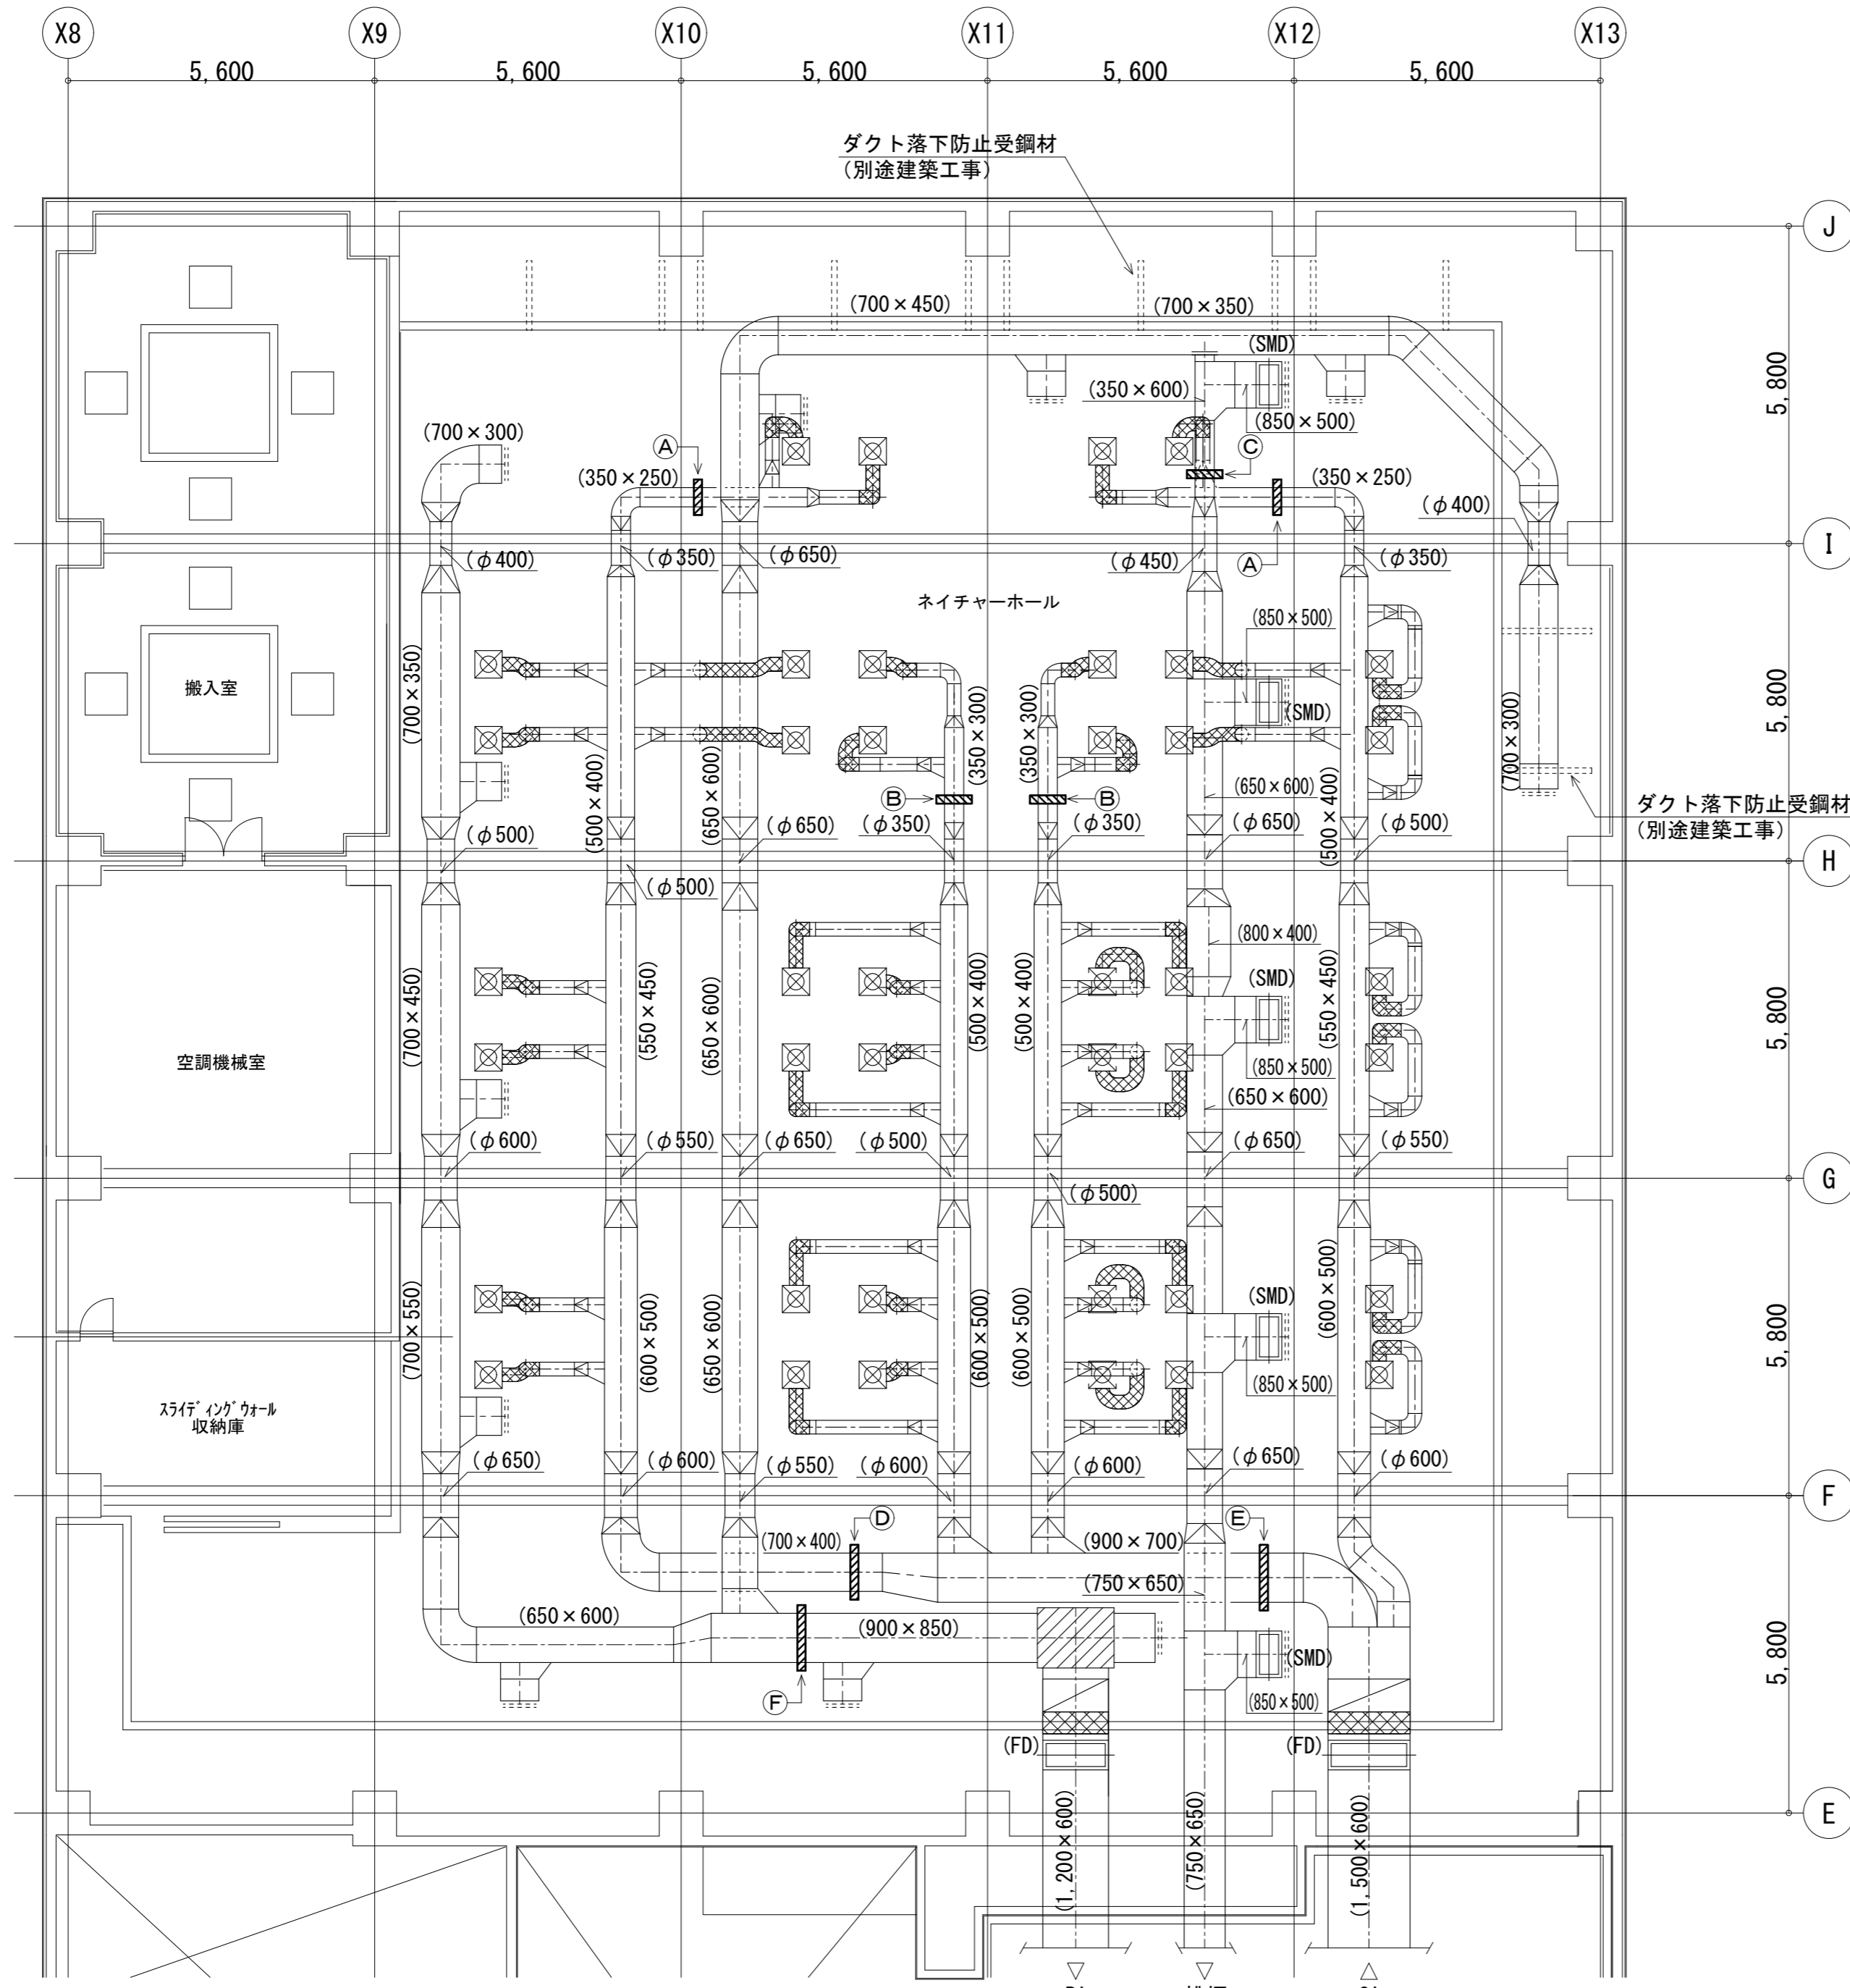 X8
X9
X10
X11
X12
X13
5,600
5,600
5,600
5,600
5,600
ダクト落下防止受鋼材
(別途建築工事)
J
(700×450)
(700×350)
(SMD)
5,800
(350×600)
(850×500)
(700×300)
Ⓐ
Ⓒ
(350×250)
(350×250)
(φ400)
I
(φ400)
(φ350)
(φ650)
(φ450)
Ⓐ
(φ350)
ネイチャーホール
(850×500)
搬入室
(700×350)
(SMD)
(350×300)
(350×300)
(700×300)
5,800
(500×400)
(650×600)
(650×600)
(500×400)
Ⓑ
Ⓑ
ダクト落下防止受鋼材
(別途建築工事)
(φ500)
(φ650)
(φ350)
(φ350)
(φ650)
(φ500)
H
(φ500)
(800×400)
(700×450)
(550×450)
(650×600)
(500×400)
(500×400)
(SMD)
(550×450)
5,800
空調機械室
(850×500)
(650×600)
(φ600)
(φ550)
(φ650)
(φ500)
(φ650)
(φ550)
G
(φ500)
(700×550)
(600×500)
(650×600)
(600×500)
(600×500)
(SMD)
(600×500)
5,800
(850×500)
スライディングウォール
収納庫
(φ650)
(φ600)
(φ550)
(φ600)
(φ600)
(φ650)
(φ600)
F
Ⓓ
Ⓔ
(700×400)
(900×700)
(750×650)
(650×600)
(900×850)
(SMD)
5,800
Ⓕ
(850×500)
(FD)
(FD)
E
(1,200×600)
(750×650)
(1,500×600)